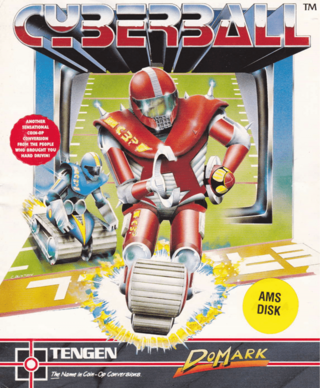 CYBERBALL
TM
ANOTHER
SENSATIONAL
COIN-OP
CONVERSION
FROM THE PEOPLE
WHO BROUGHT YOU
HARD DRIVIN'!
AMS
DISK
TENGEN
The Name in Coin-Op Conversions.
DOMARK